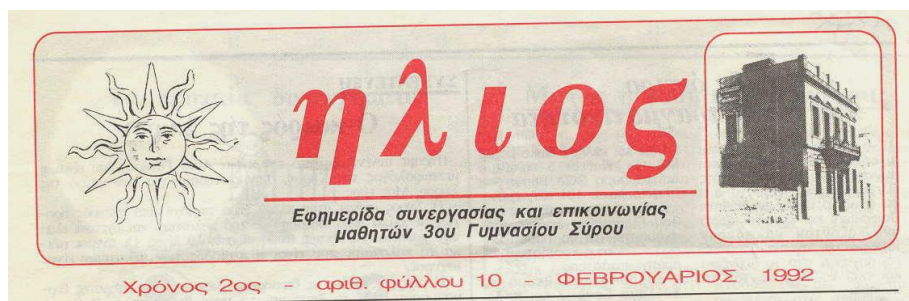 ηλιος
Εφημερίδα συνεργασίας και επικοινωνίας
μαθητών 3ου Γυμνασίου Σύρου
Χρόνος 2ος - αριθ. φύλλου 10 - ΦΕΒΡΟΥΑΡΙΟΣ 1992